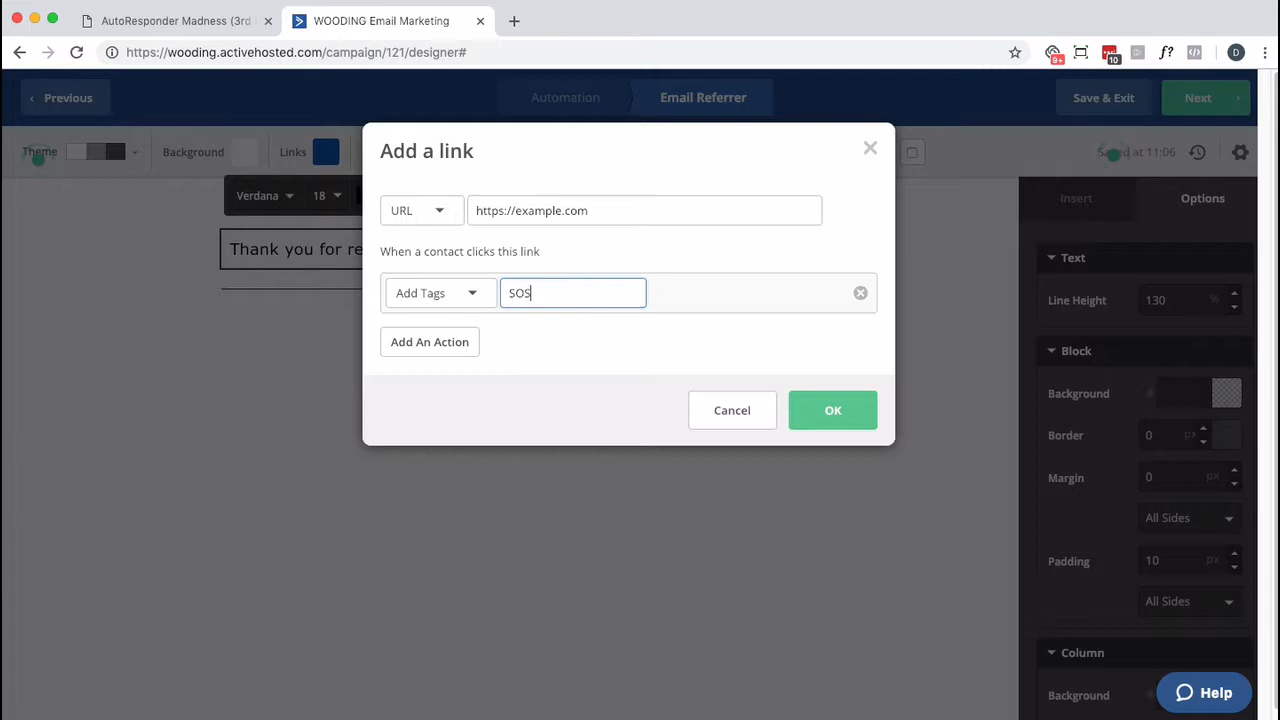 AutoResponder Madness (3rd
WOODING Email Marketing
https://wooding.activehosted.com/campaign/121/designer#
9+
10
f?
D
Previous
Automation
Email Referrer
Save & Exit
Next
Theme
Background
Links
Saved at 11:06
Verdana
18
Thank you for re
Add a link
URL
https://example.com
When a contact clicks this link
Add Tags
SOS
Add An Action
Cancel
OK
Insert
Options
Text
Line Height
130
%
Block
Background
#
Border
0
px
Margin
0
px
All Sides
Padding
10
px
All Sides
Column
Background
Help